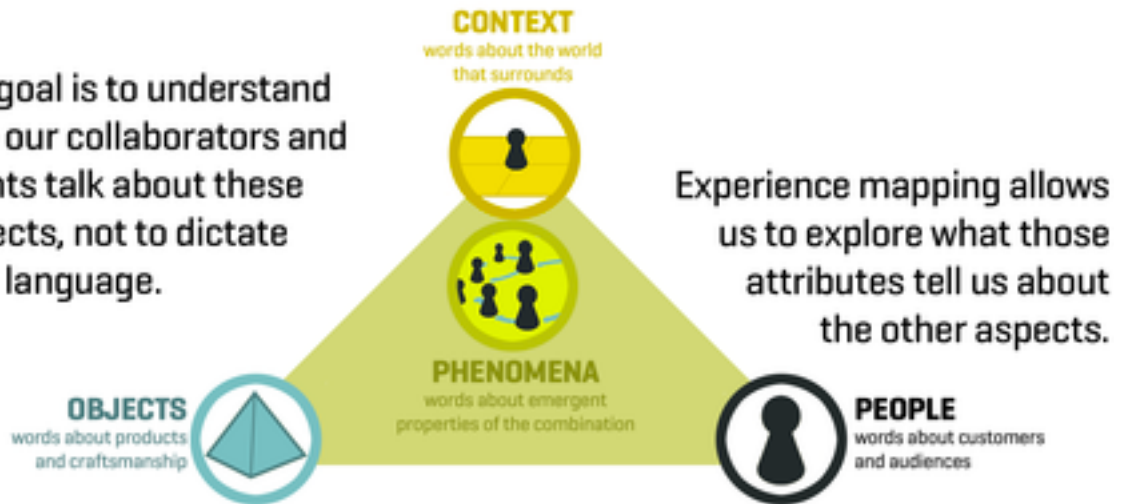 CONTEXT
words about the world
that surrounds
goal is to understand
our collaborators and
nts talk about these
ects, not to dictate
language.
Experience mapping allows
us to explore what those
attributes tell us about
the other aspects.
PHENOMENA
words about emergent
properties of the combination
OBJECTS
words about products
and craftsmanship
PEOPLE
words about customers
and audiences